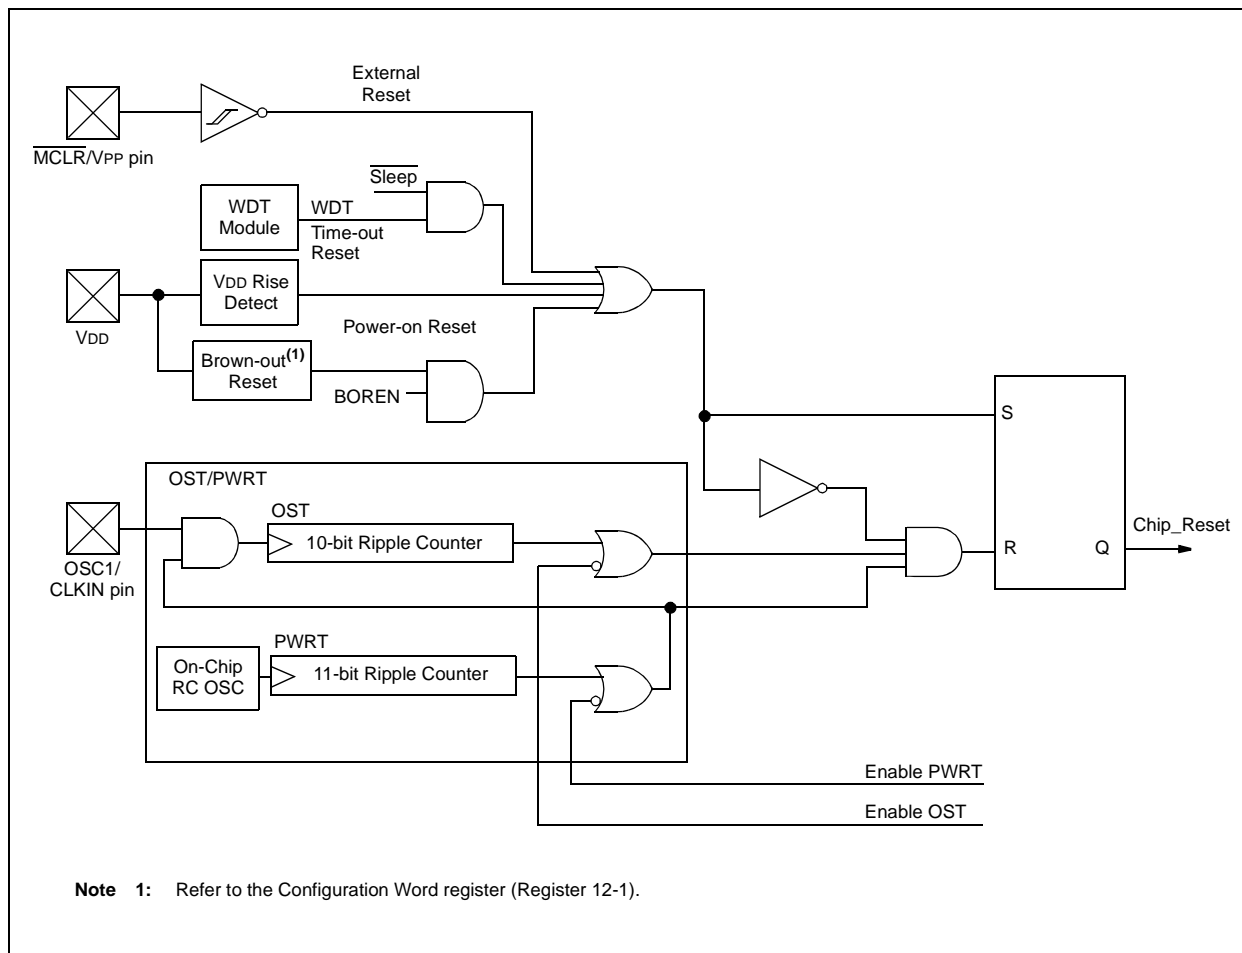 External
Reset
MCLR/VPP pin
Sleep
WDT
Module
WDT
Time-out
Reset
VDD Rise
Detect
VDD
Power-on Reset
Brown-out(1)
Reset
BOREN
S
OST/PWRT
OST
10-bit Ripple Counter
Chip_Reset
R
Q
OSC1/
CLKIN pin
PWRT
On-Chip
RC OSC
11-bit Ripple Counter
Enable PWRT
Enable OST
Note 1: Refer to the Configuration Word register (Register 12-1).